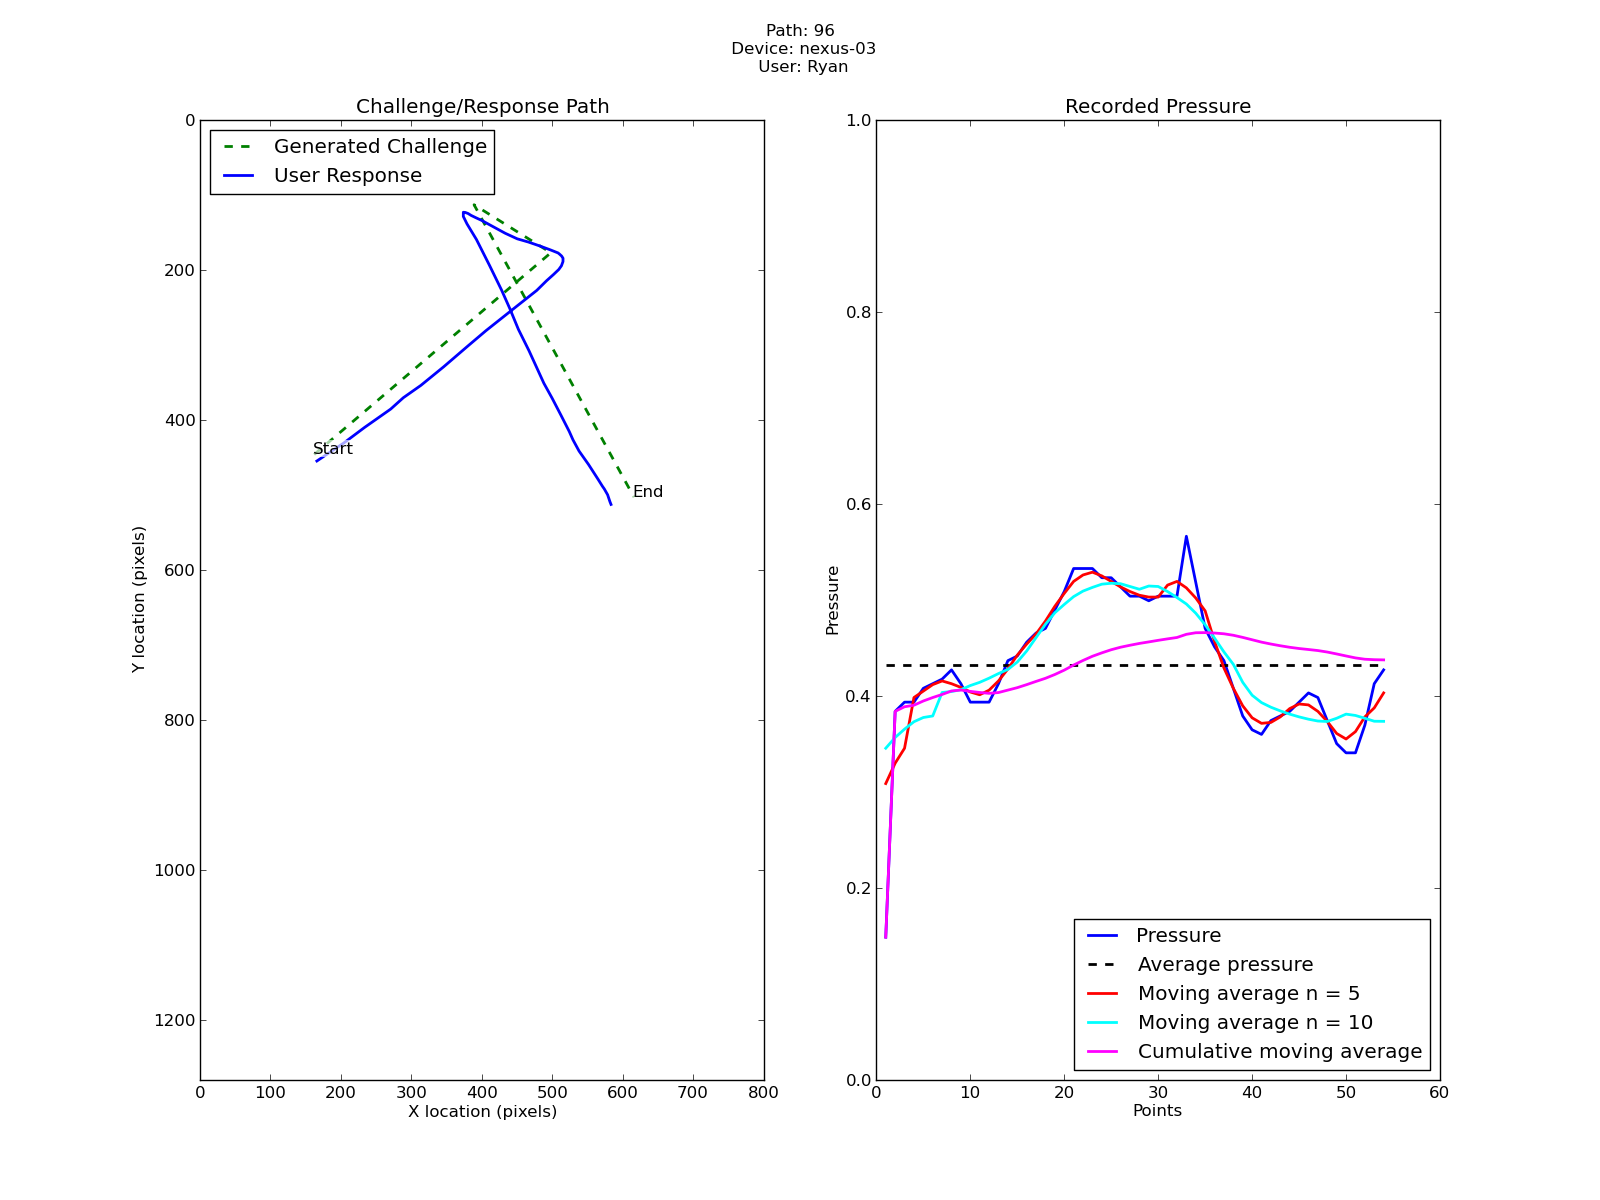 Path: 96
Device: nexus-03
User: Ryan
Challenge/Response Path
Generated Challenge
User Response
Start
End
0
200
400
600
800
1000
1200
Y location (pixels)
0 100 200 300 400 500 600 700 800
X location (pixels)
Recorded Pressure
1.0
0.8
0.6
0.4
0.2
0.0
Pressure
Pressure
Average pressure
Moving average n = 5
Moving average n = 10
Cumulative moving average
0 10 20 30 40 50 60
Points